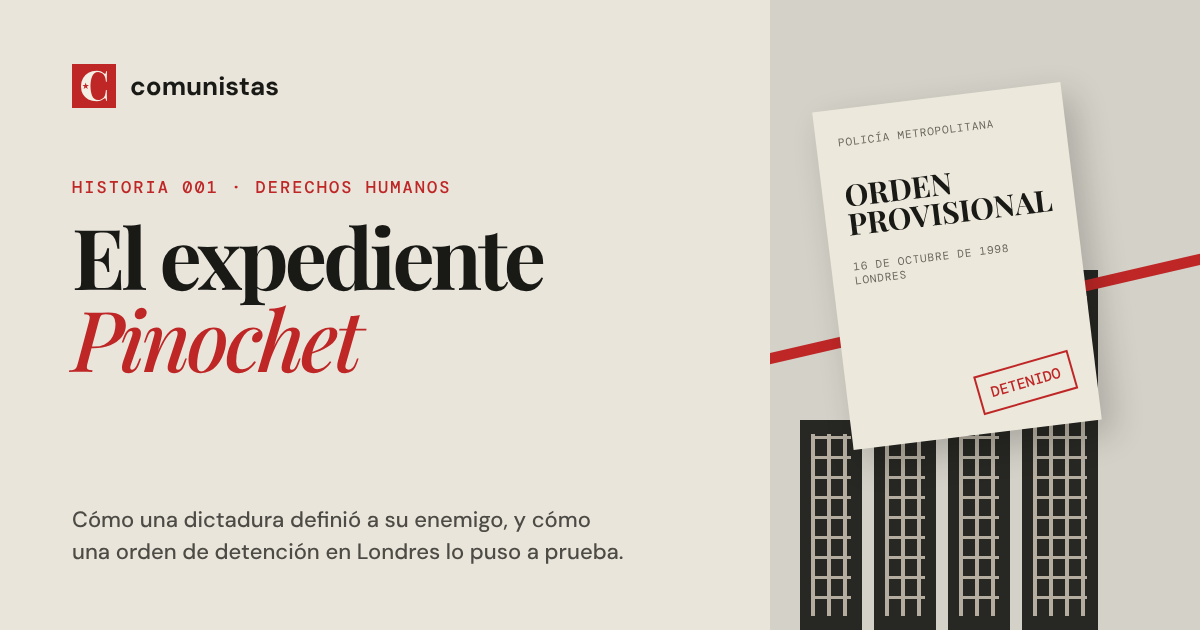 C
comunistas
HISTORIA 001 · DERECHOS HUMANOS
El expediente
Pinochet
Cómo una dictadura definió a su enemigo, y cómo
una orden de detención en Londres lo puso a prueba.
POLICÍA METROPOLITANA
ORDEN
PROVISIONAL
16 DE OCTUBRE DE 1998
LONDRES
DETENIDO